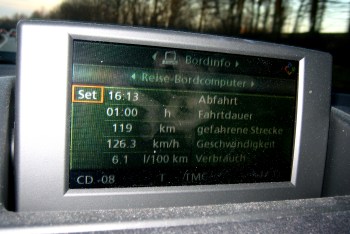 Bordinfo
Reise-Bordcomputer
Set 16:13 Abfahrt
01:00 h Fahrtdauer
119 km gefahrene Strecke
126.3 km/h Geschwindigkeit
6.1 l/100 km Verbrauch
CD -08 T TMC